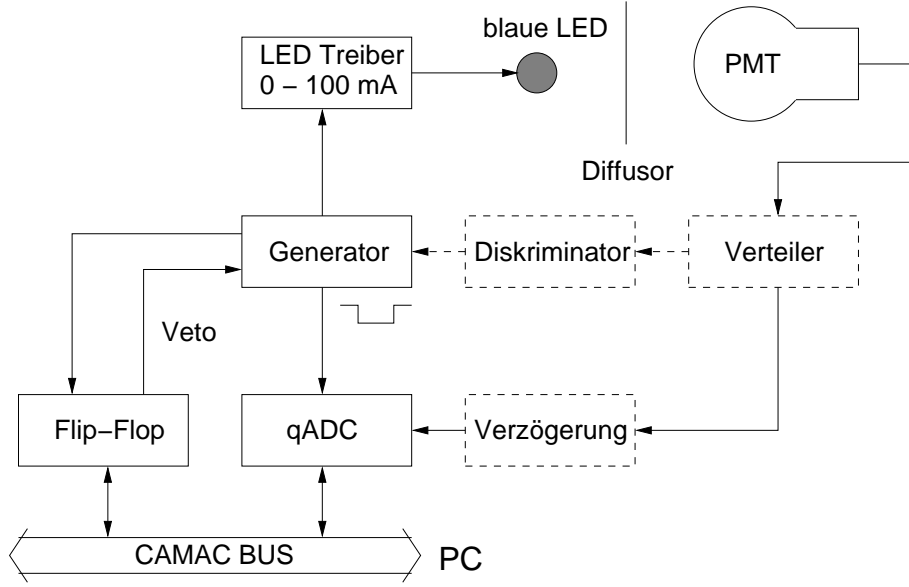 blaue LED
LED Treiber
0 – 100 mA
PMT
Diffusor
Generator
Diskriminator
Verteiler
Veto
Flip–Flop
qADC
Verzögerung
CAMAC BUS
PC